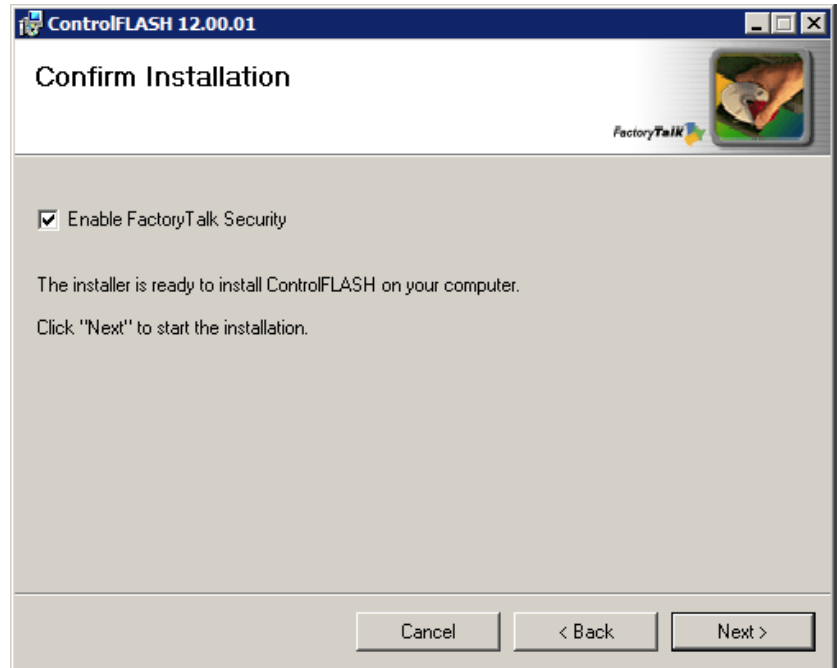 ControlFLASH 12.00.01
Confirm Installation
FactoryTalk
Enable FactoryTalk Security
The installer is ready to install ControlFLASH on your computer.
Click "Next" to start the installation.
Cancel
< Back
Next >